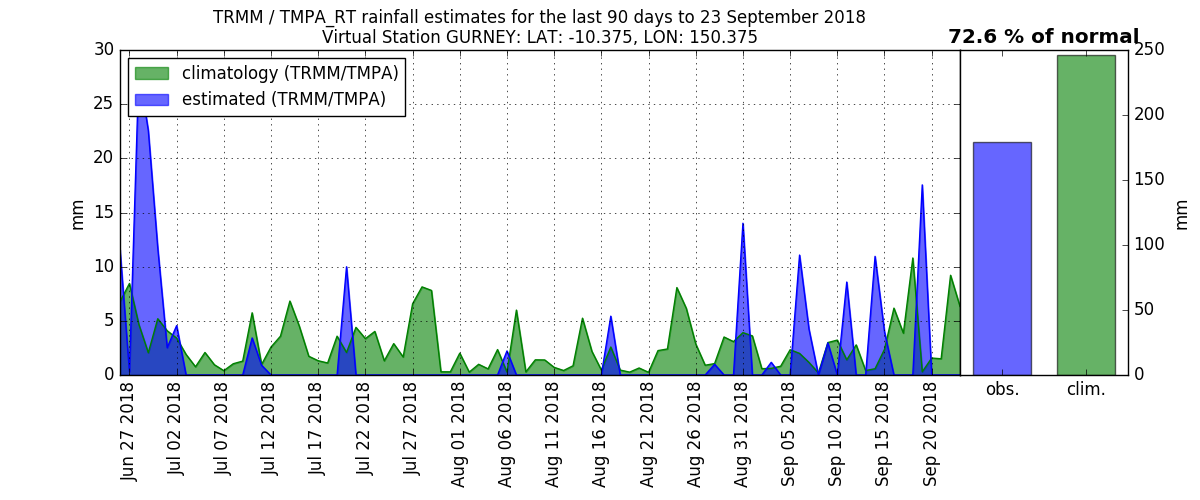 TRMM / TMPA_RT rainfall estimates for the last 90 days to 23 September 2018
Virtual Station GURNEY: LAT: -10.375, LON: 150.375
72.6 % of normal
climatology (TRMM/TMPA)
estimated (TRMM/TMPA)
30
25
20
15
10
5
0
mm
Jun 27 2018
Jul 02 2018
Jul 07 2018
Jul 12 2018
Jul 17 2018
Jul 22 2018
Jul 27 2018
Aug 01 2018
Aug 06 2018
Aug 11 2018
Aug 16 2018
Aug 21 2018
Aug 26 2018
Aug 31 2018
Sep 05 2018
Sep 10 2018
Sep 15 2018
Sep 20 2018
obs.
clim.
250
200
150
100
50
0
mm